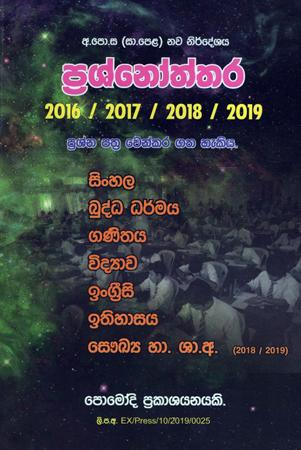 අ.පො.ස (සා.පෙළ) නව නිර්දේශය
ප්‍රශ්නෝත්තර
2016 / 2017 / 2018 / 2019
ප්‍රශ්න පත්‍ර වෙන්කර ගත හැකිය.
සිංහල
බුද්ධ ධර්මය
ගණිතය
විද්‍යාව
ඉංග්‍රීසි
ඉතිහාසය
සෞඛ්‍ය හා. ශා.අ. (2018 / 2019)
පොමෝදි ප්‍රකාශයනයකි.
ලි.ප.අ. EX/Press/10/2019/0025